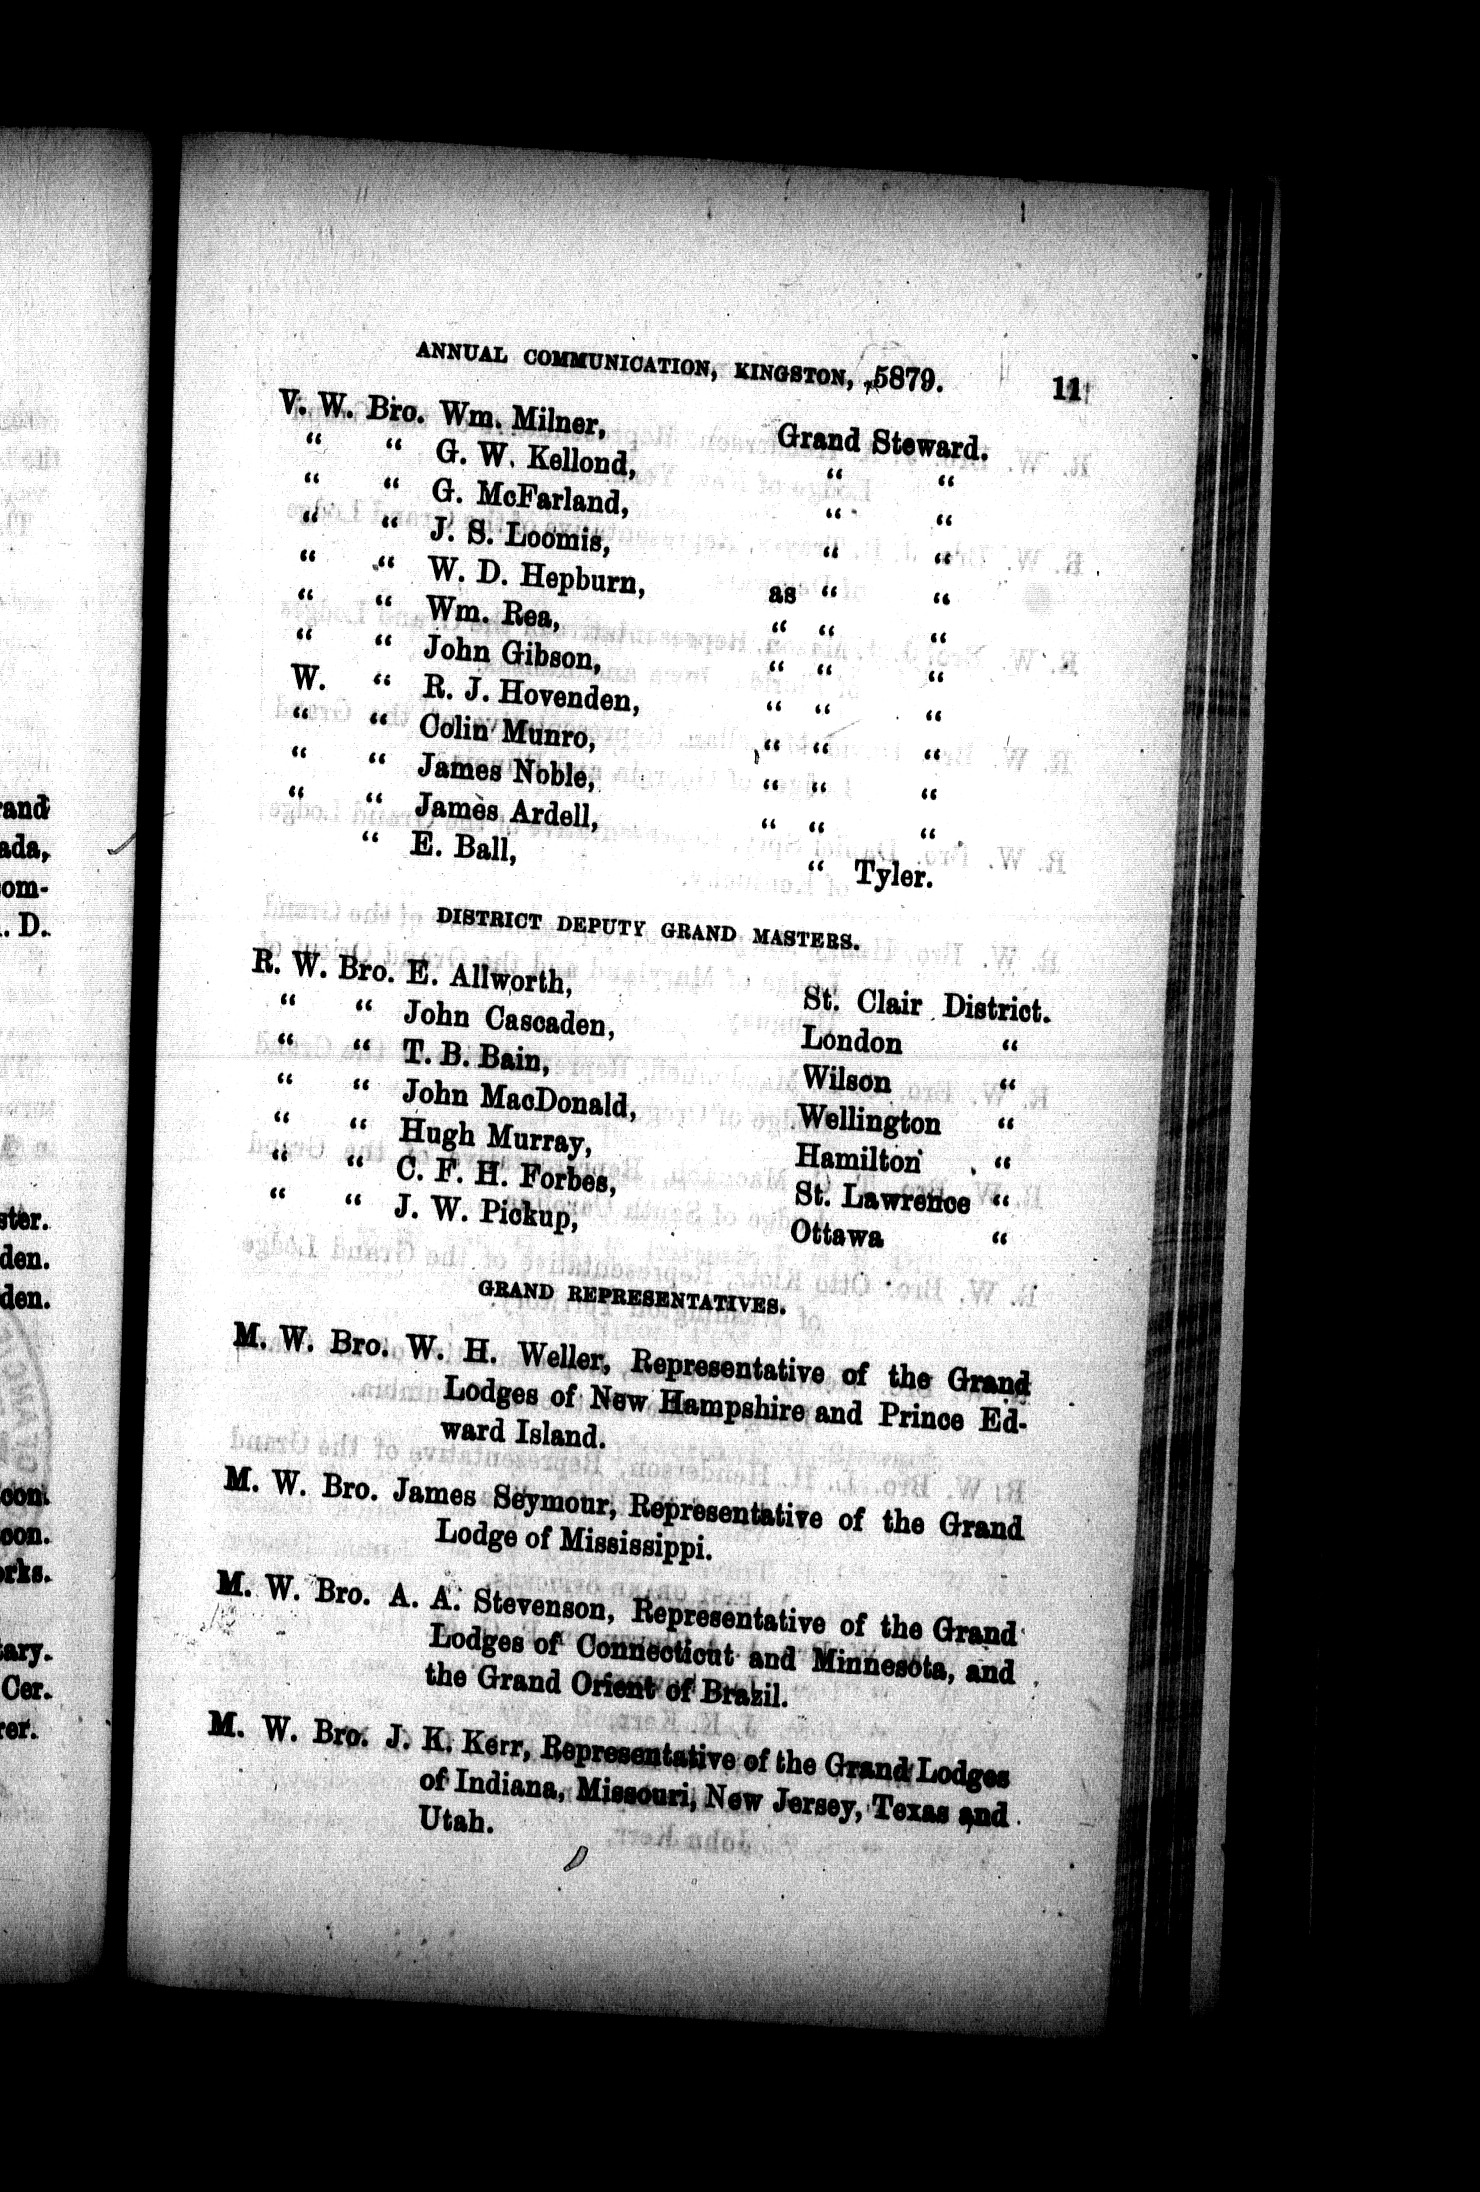 ANNUAL COMMUNICATION, KINGSTON, 5879. 11
V. W. Bro. Wm. Milner, Grand Steward.
“ “ G. W. Kellond, “ “
“ “ G. McFarland, “ “
“ “ J. S. Loomis, “ “
“ “ W. D. Hepburn, as “ “
“ “ Wm. Rea, “ “ “
“ “ John Gibson, “ “ “
W. “ R. J. Hovenden, “ “ “
“ “ Colin Munro, “ “ “
“ “ James Noble, “ “ “
“ “ James Ardell, “ “ “
“ E. Ball, “ Tyler.
DISTRICT DEPUTY GRAND MASTERS.
R. W. Bro. E. Allworth, St. Clair District.
“ “ John Cascaden, London “
“ “ T. B. Bain, Wilson “
“ “ John MacDonald, Wellington “
“ “ Hugh Murray, Hamilton “
“ “ C. F. H. Forbes, St. Lawrence “
“ “ J. W. Pickup, Ottawa “
GRAND REPRESENTATIVES.
M. W. Bro. W. H. Weller, Representative of the Grand
Lodges of New Hampshire and Prince Ed-
ward Island.
M. W. Bro. James Seymour, Representative of the Grand
Lodge of Mississippi.
M. W. Bro. A. A. Stevenson, Representative of the Grand
Lodges of Connecticut and Minnesota, and
the Grand Orient of Brazil.
M. W. Bro. J. K. Kerr, Representative of the Grand Lodges
of Indiana, Missouri, New Jersey, Texas and
Utah.